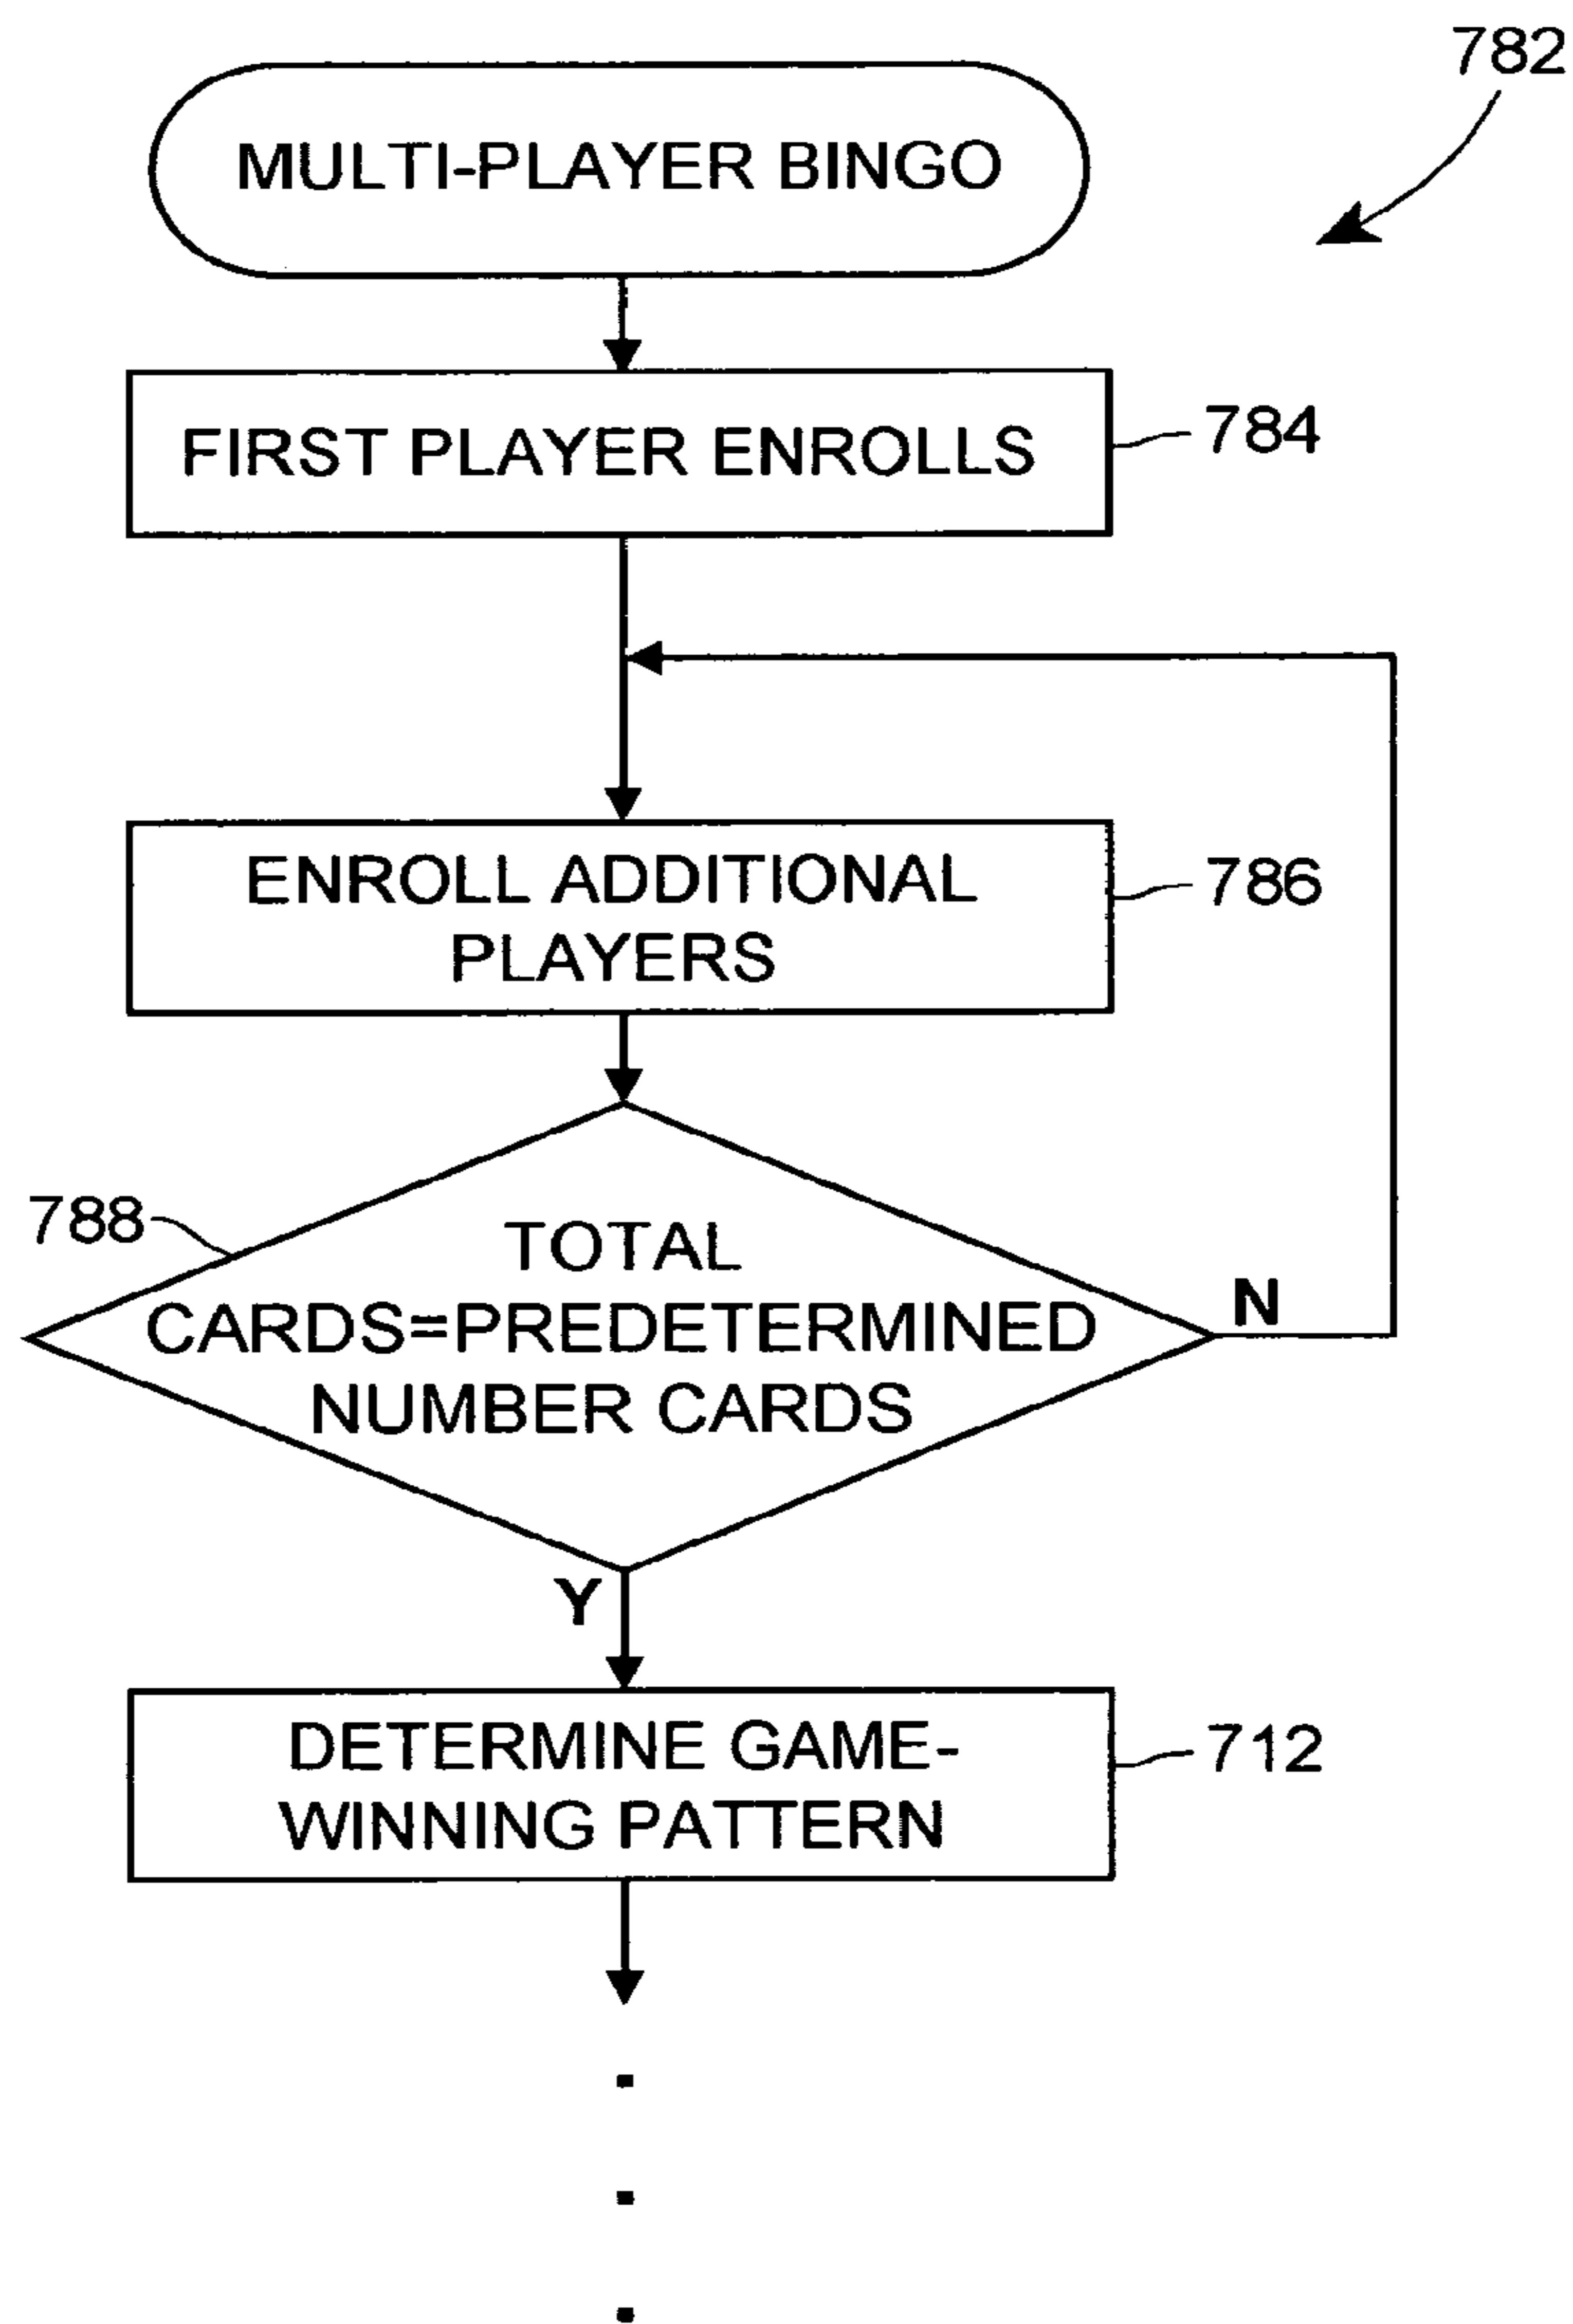 782
MULTI-PLAYER BINGO
FIRST PLAYER ENROLLS
784
ENROLL ADDITIONAL
PLAYERS
786
788
TOTAL
CARDS=PREDETERMINED
NUMBER CARDS
N
Y
DETERMINE GAME-
WINNING PATTERN
712